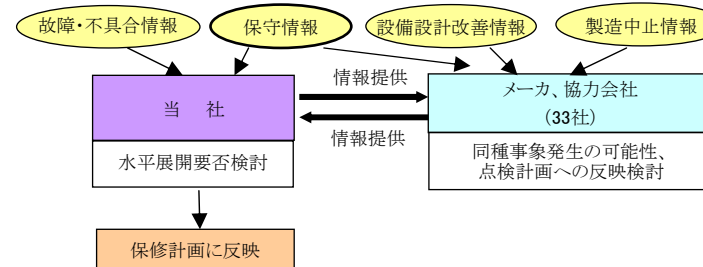 故障・不具合情報
保守情報
設備設計改善情報
製造中止情報
当　社
情報提供
メーカ、協力会社
(33社)
情報提供
水平展開要否検討
同種事象発生の可能性、
点検計画への反映検討
保修計画に反映